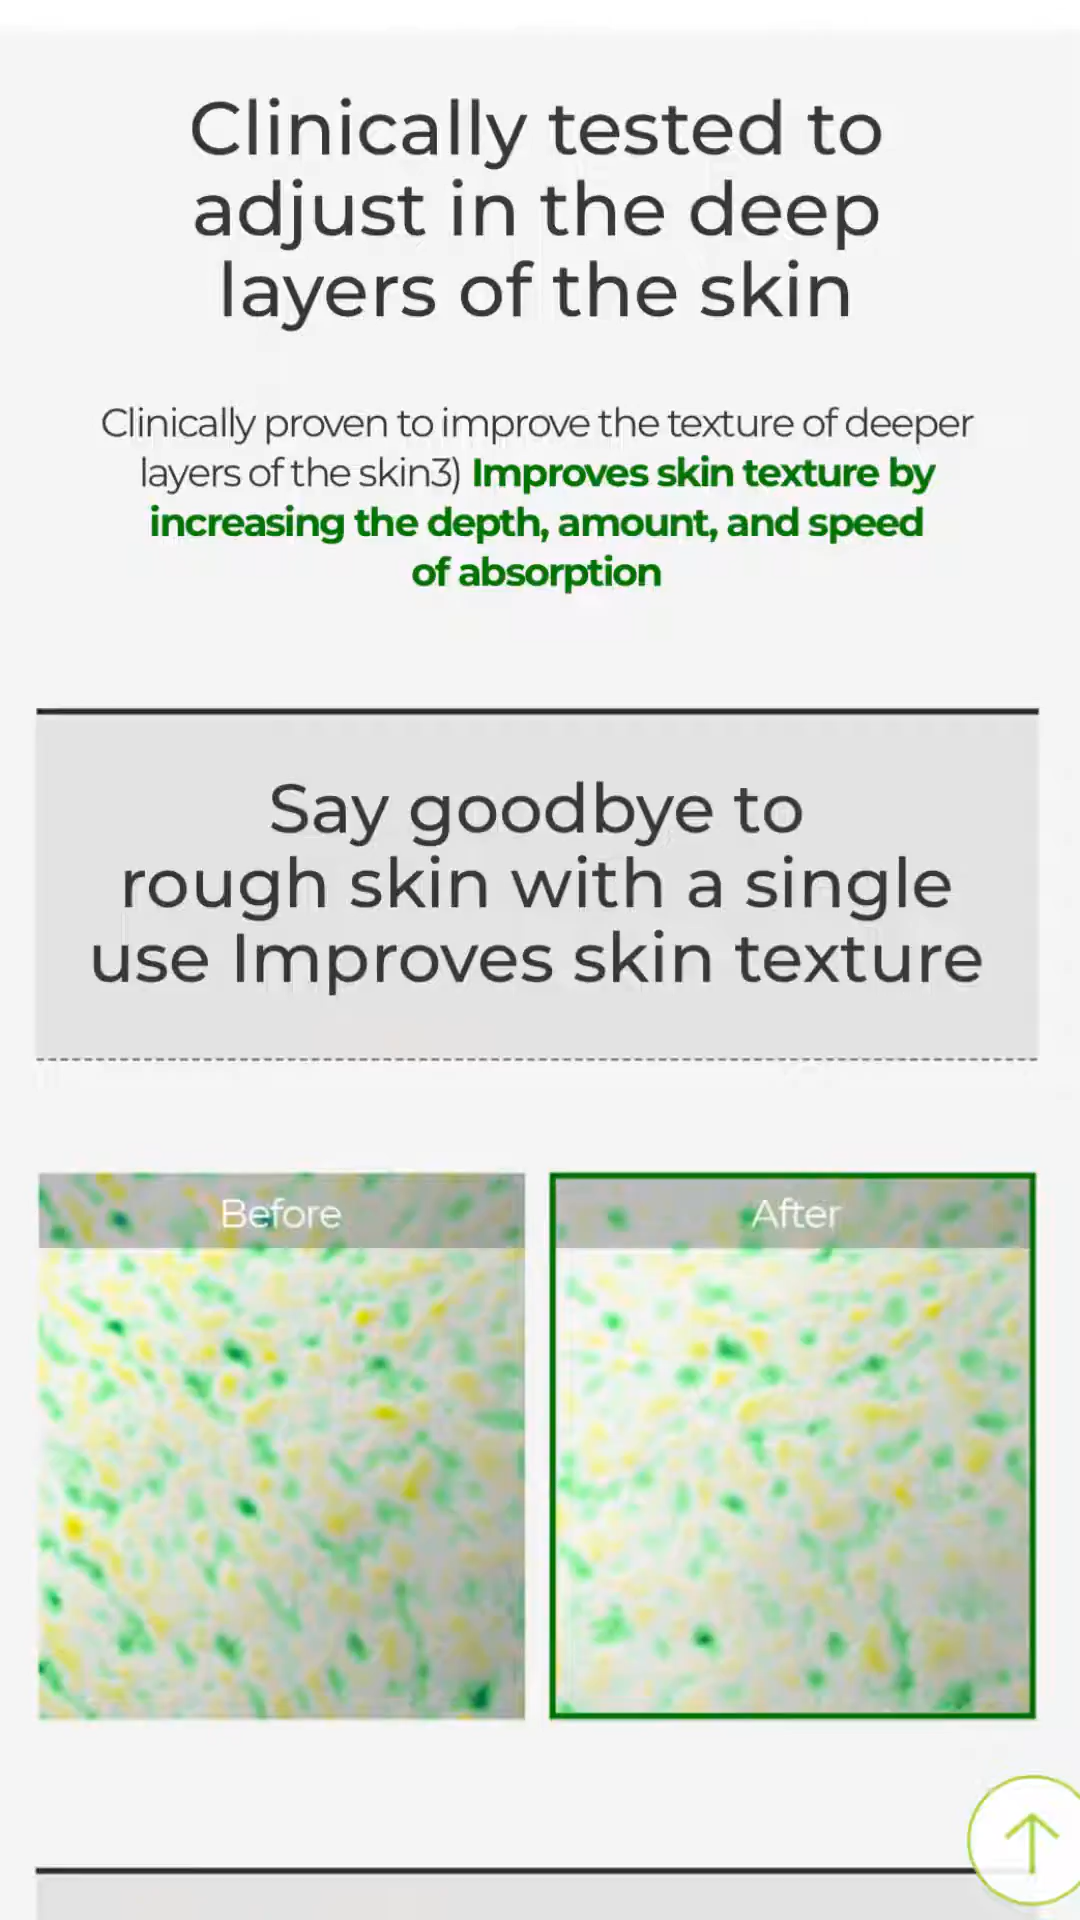 Clinically tested to
adjust in the deep
layers of the skin
Clinically proven to improve the texture of deeper
layers of the skin3) Improves skin texture by
increasing the depth, amount, and speed
of absorption
Say goodbye to
rough skin with a single
use Improves skin texture
Before
After